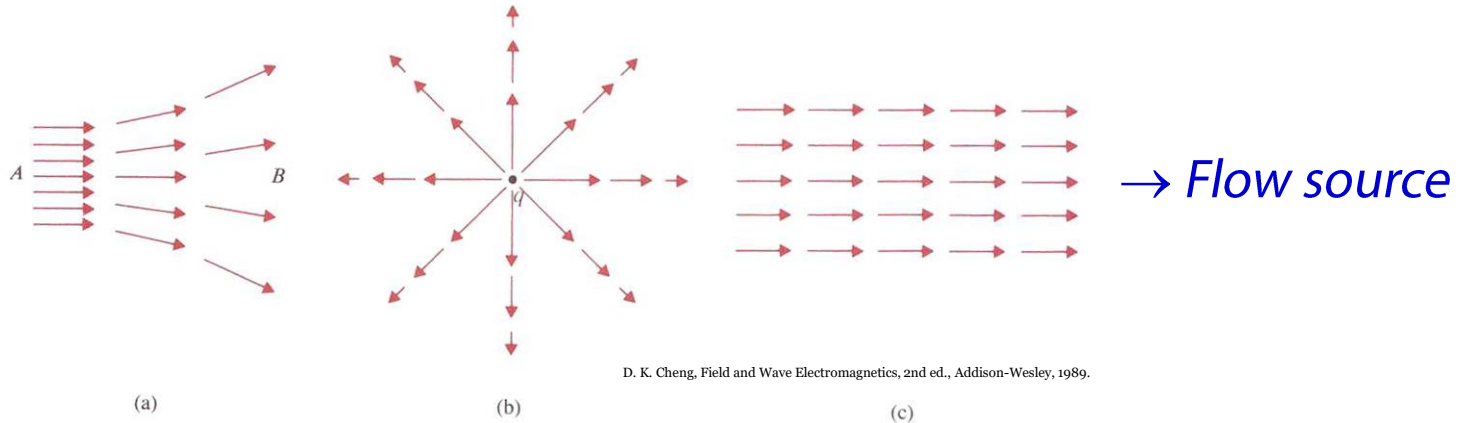 A
B
q
→ Flow source
D. K. Cheng, Field and Wave Electromagnetics, 2nd ed., Addison-Wesley, 1989.
(a)
(b)
(c)